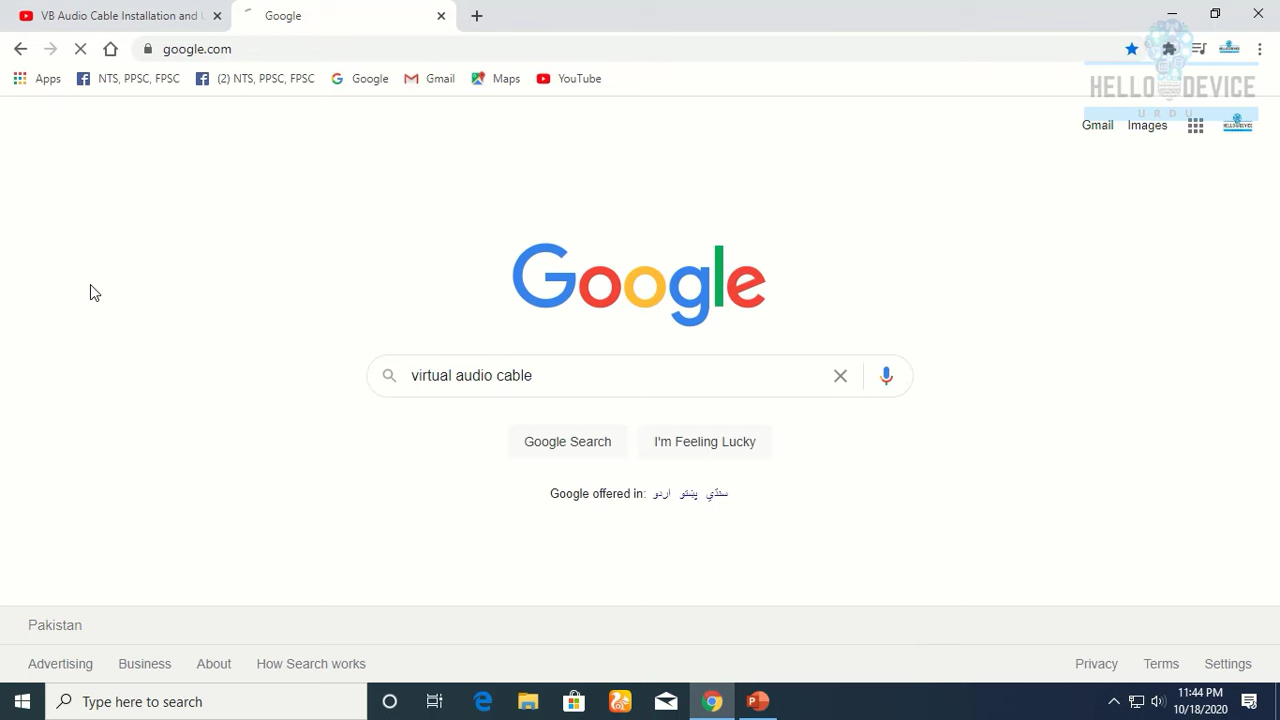 VB Audio Cable Installation and U
Google
google.com
Apps
NTS, PPSC, FPSC
(2) NTS, PPSC, FPSC
Google
Gmail
Maps
YouTube
HELLO DEVICE
URDU
Gmail
Images
Google
virtual audio cable
Google Search
I'm Feeling Lucky
Google offered in: اردو پښتو سنڌي
Pakistan
Advertising
Business
About
How Search works
Privacy
Terms
Settings
Type here to search
11:44 PM
10/18/2020